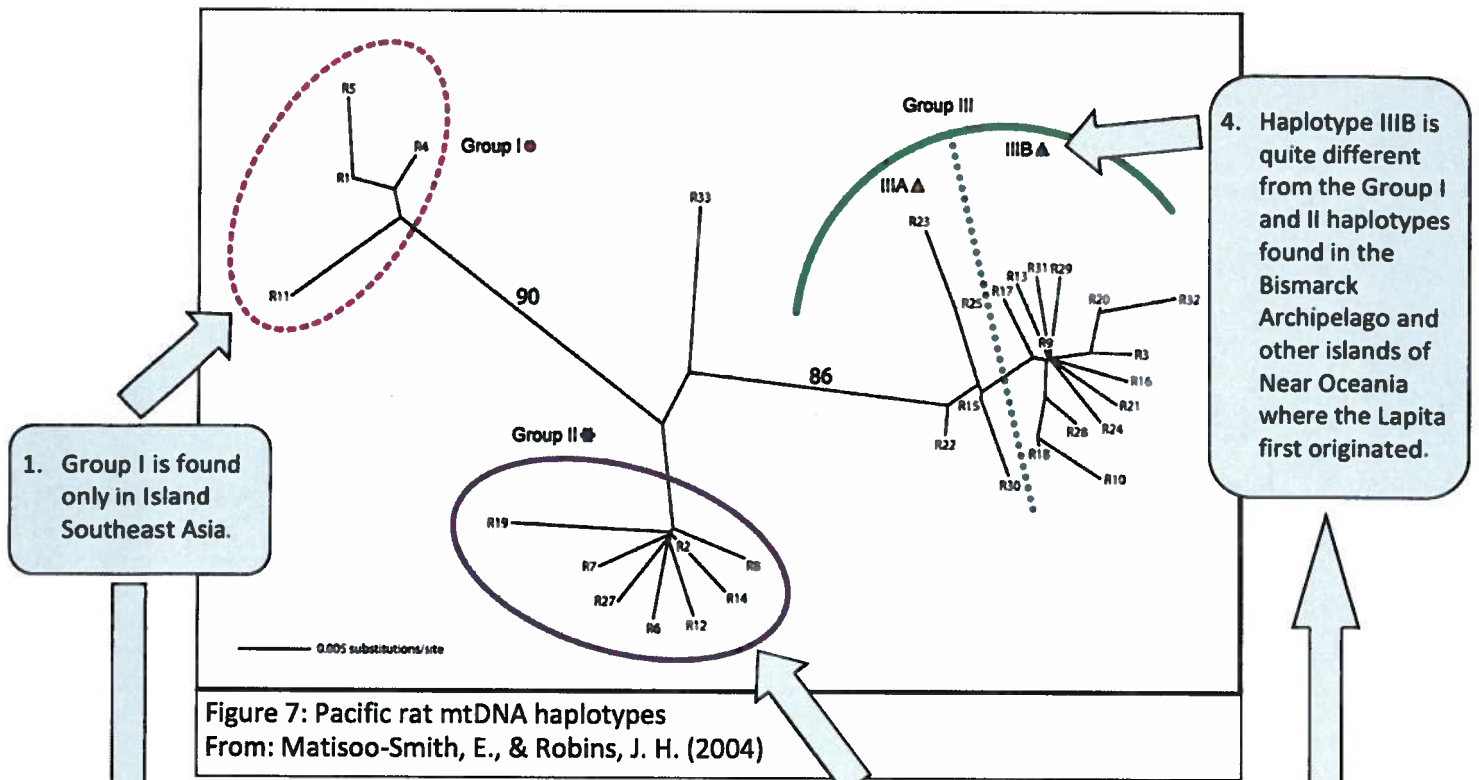 R5
R4
Group I
R1
R11
90
R33
Group III
IIIB
IIIA
R23
R25
R17
R13
R31
R29
R20
R32
R9
R3
R16
R21
R24
R28
R18
R10
86
R15
R22
R30
Group II
R19
R2
R7
R8
R27
R14
R6
R12
0.005 substitutions/site
1. Group I is found
only in Island
Southeast Asia.
4. Haplotype IIIB is
quite different
from the Group I
and II haplotypes
found in the
Bismarck
Archipelago and
other islands of
Near Oceania
where the Lapita
first originated.
Figure 7: Pacific rat mtDNA haplotypes
From: Matisoo-Smith, E., & Robins, J. H. (2004)